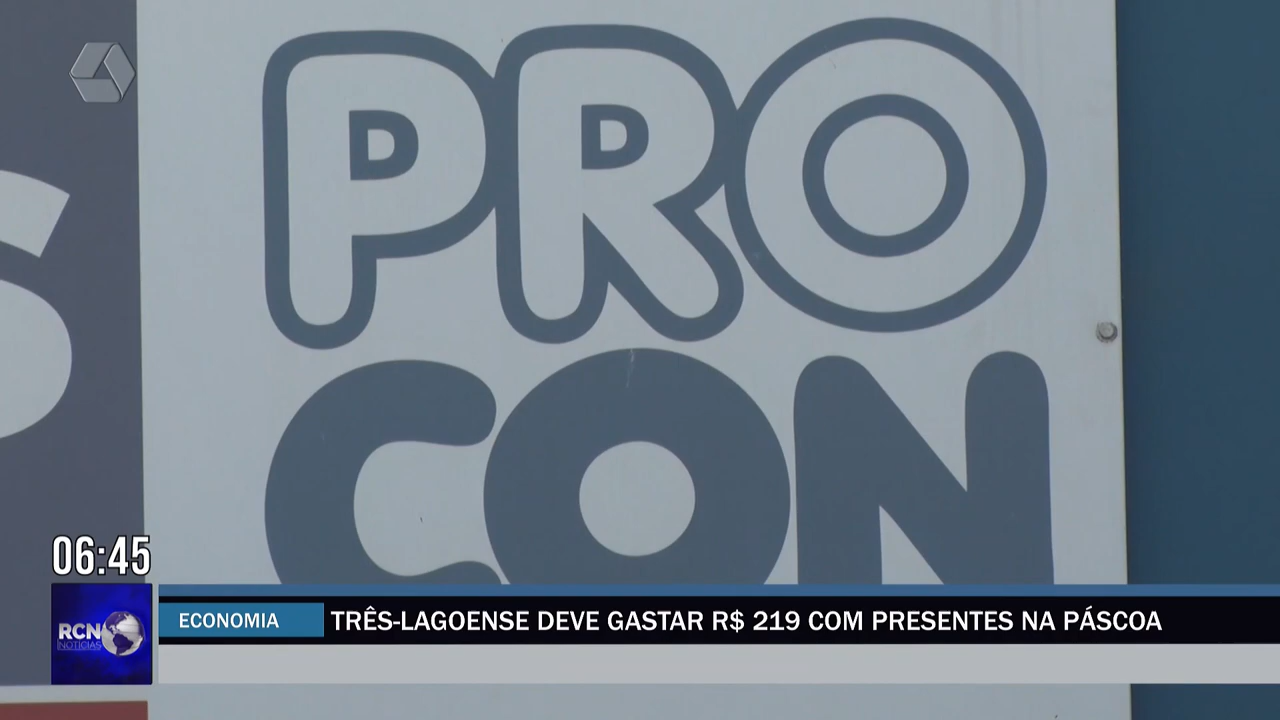 PRO
CON
S
06:45
RCN
NOTÍCIAS
ECONOMIA
TRÊS-LAGOENSE DEVE GASTAR R$ 219 COM PRESENTES NA PÁSCOA